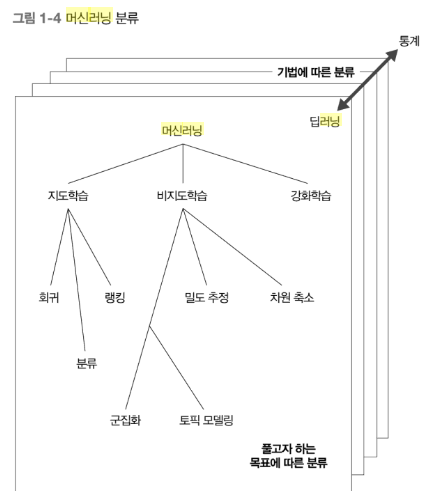 그림 1-4 머신러닝 분류
통계
기법에 따른 분류
딥러닝
머신러닝
지도학습 비지도학습 강화학습
회귀 랭킹 밀도 추정 차원 축소
분류
군집화 토픽 모델링
풀고자 하는
목표에 따른 분류